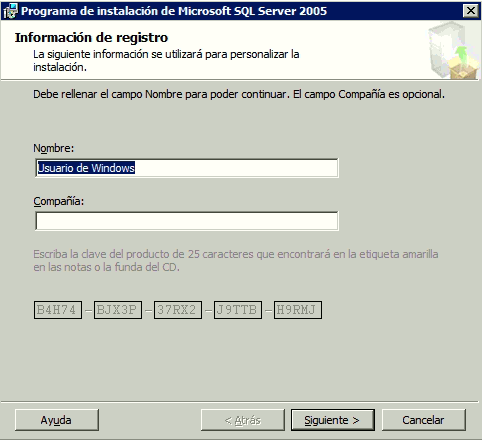 Programa de instalación de Microsoft SQL Server 2005
Información de registro
La siguiente información se utilizará para personalizar la
instalación.
Debe rellenar el campo Nombre para poder continuar. El campo Compañía es opcional.
Nombre:
Usuario de Windows
Compañía:
Escriba la clave del producto de 25 caracteres que encontrará en la etiqueta amarilla
en las notas o la funda del CD.
B4H74 - BJX3P - 37RX2 - J9TTB - H9RMJ
Ayuda < Atrás Siguiente > Cancelar